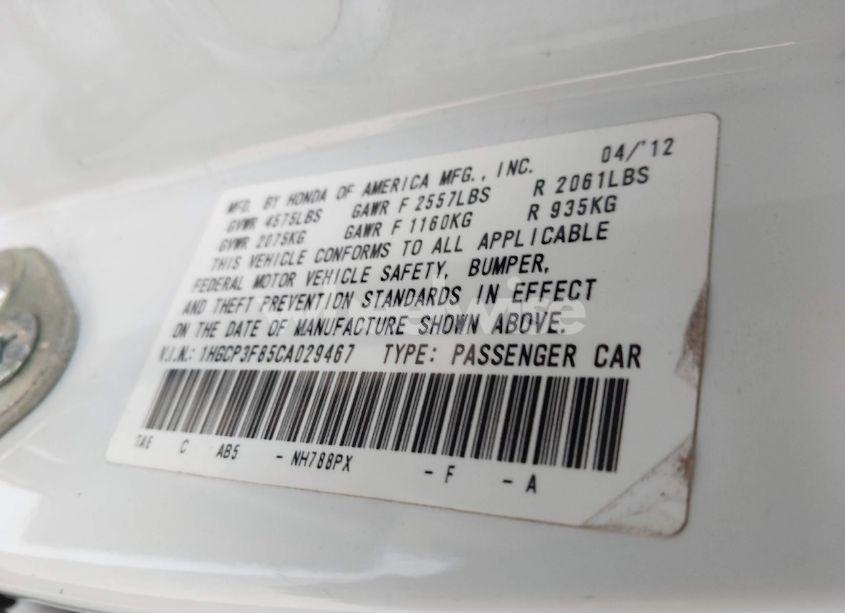 MFD. BY HONDA OF AMERICA MFG., INC. 04/'12
GVWR 4575LBS GAWR F 2557LBS R 2061LBS
GVWR 2075KG GAWR F 1160KG R 935KG
THIS VEHICLE CONFORMS TO ALL APPLICABLE
FEDERAL MOTOR VEHICLE SAFETY, BUMPER,
AND THEFT PREVENTION STANDARDS IN EFFECT
ON THE DATE OF MANUFACTURE SHOWN ABOVE.
V.I.N.: 1HGCP3F85CA029467 TYPE: PASSENGER CAR
TA6 C AB5 - NH788PX - F - A